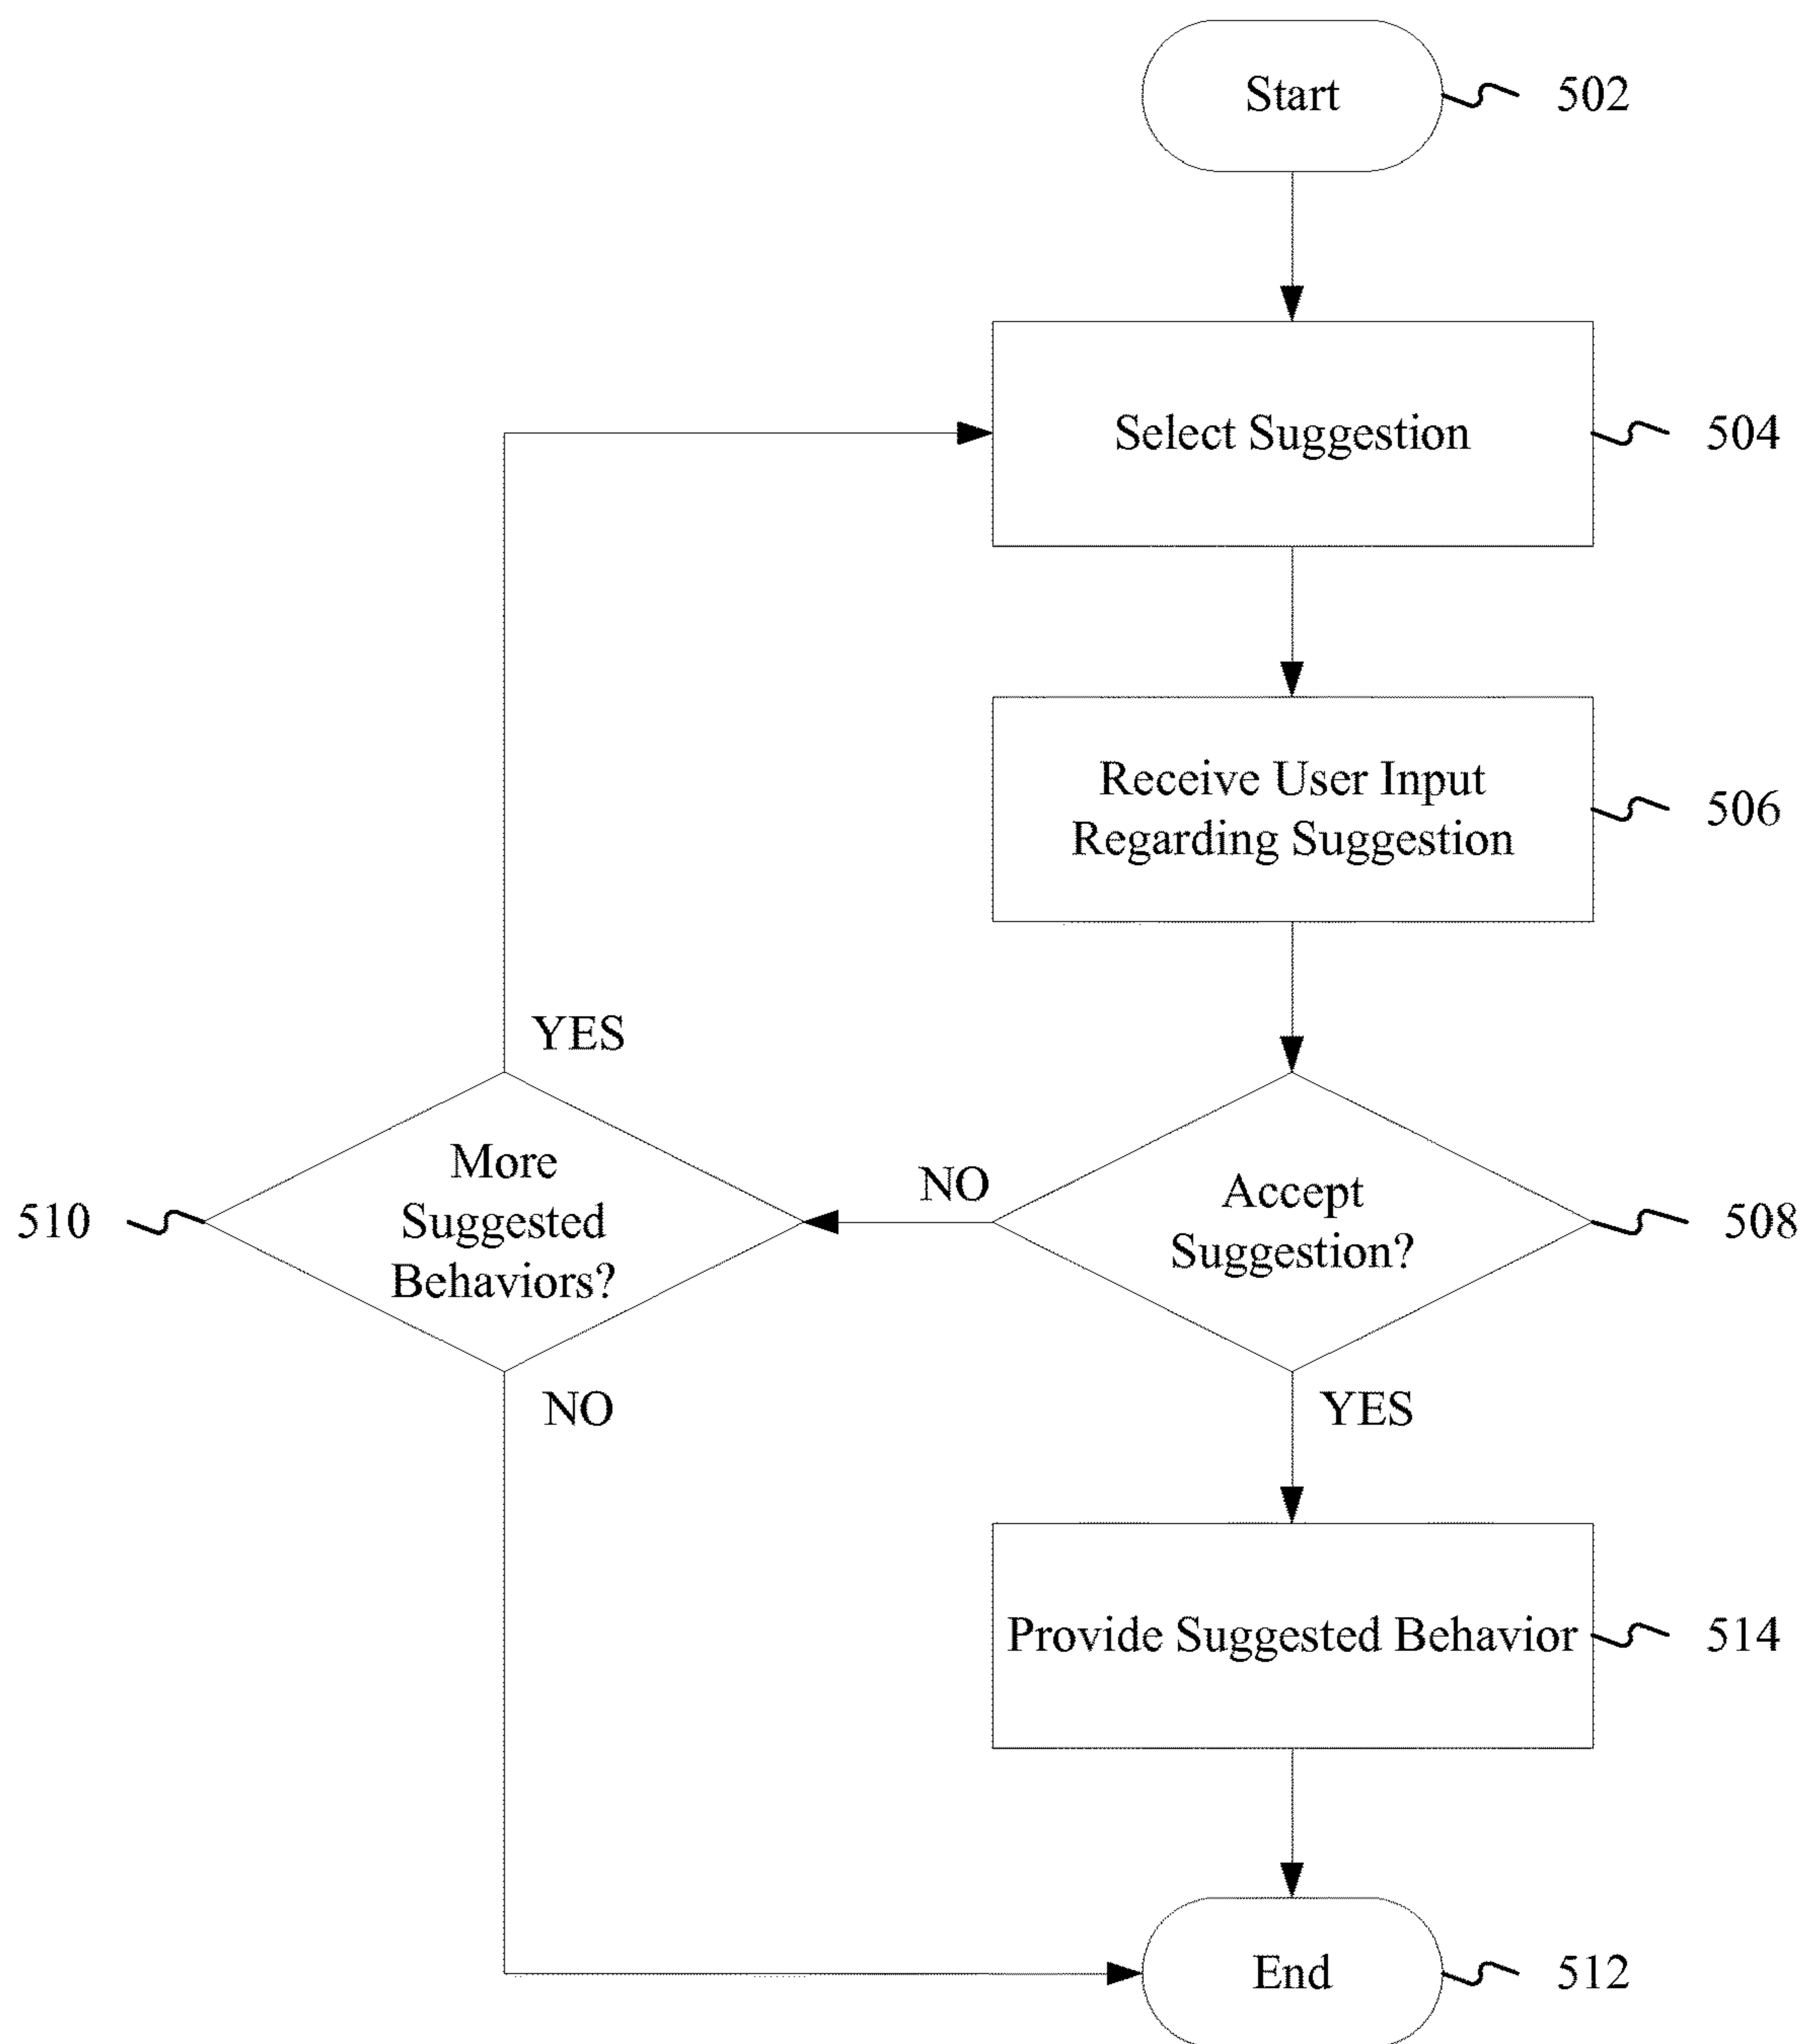 Start
502
Select Suggestion
504
Receive User Input
Regarding Suggestion
506
YES
More
Suggested
Behaviors?
510
NO
Accept
Suggestion?
508
NO
YES
Provide Suggested Behavior
514
End
512